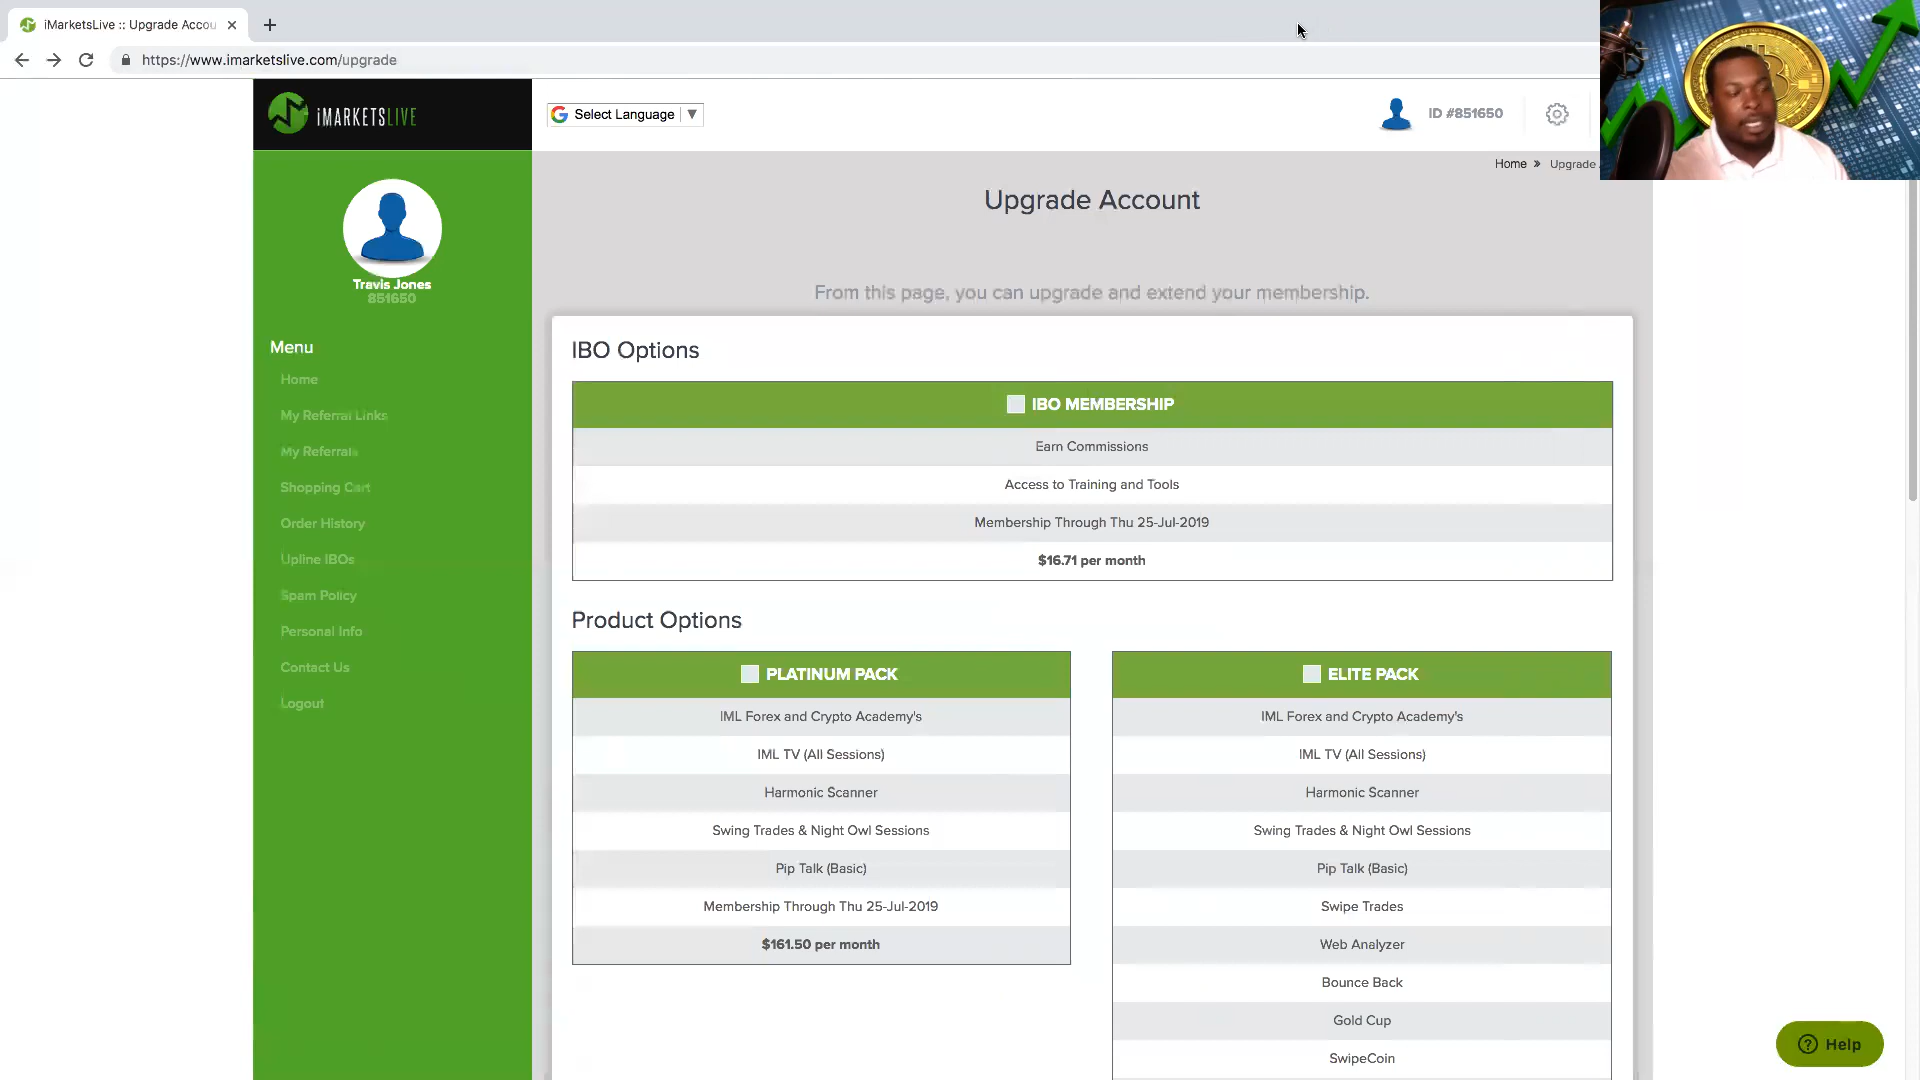 iMarketsLive :: Upgrade Accou
https://www.imarketslive.com/upgrade
iMARKETSLIVE
Select Language
ID #851650
Home » Upgrade
Upgrade Account
Travis Jones
851650
From this page, you can upgrade and extend your membership.
Menu
Home
My Referral Links
My Referrals
Shopping Cart
Order History
Upline IBOs
Spam Policy
Personal Info
Contact Us
Logout
IBO Options
IBO MEMBERSHIP
Earn Commissions
Access to Training and Tools
Membership Through Thu 25-Jul-2019
$16.71 per month
Product Options
PLATINUM PACK
IML Forex and Crypto Academy's
IML TV (All Sessions)
Harmonic Scanner
Swing Trades & Night Owl Sessions
Pip Talk (Basic)
Membership Through Thu 25-Jul-2019
$161.50 per month
ELITE PACK
IML Forex and Crypto Academy's
IML TV (All Sessions)
Harmonic Scanner
Swing Trades & Night Owl Sessions
Pip Talk (Basic)
Swipe Trades
Web Analyzer
Bounce Back
Gold Cup
SwipeCoin
Help